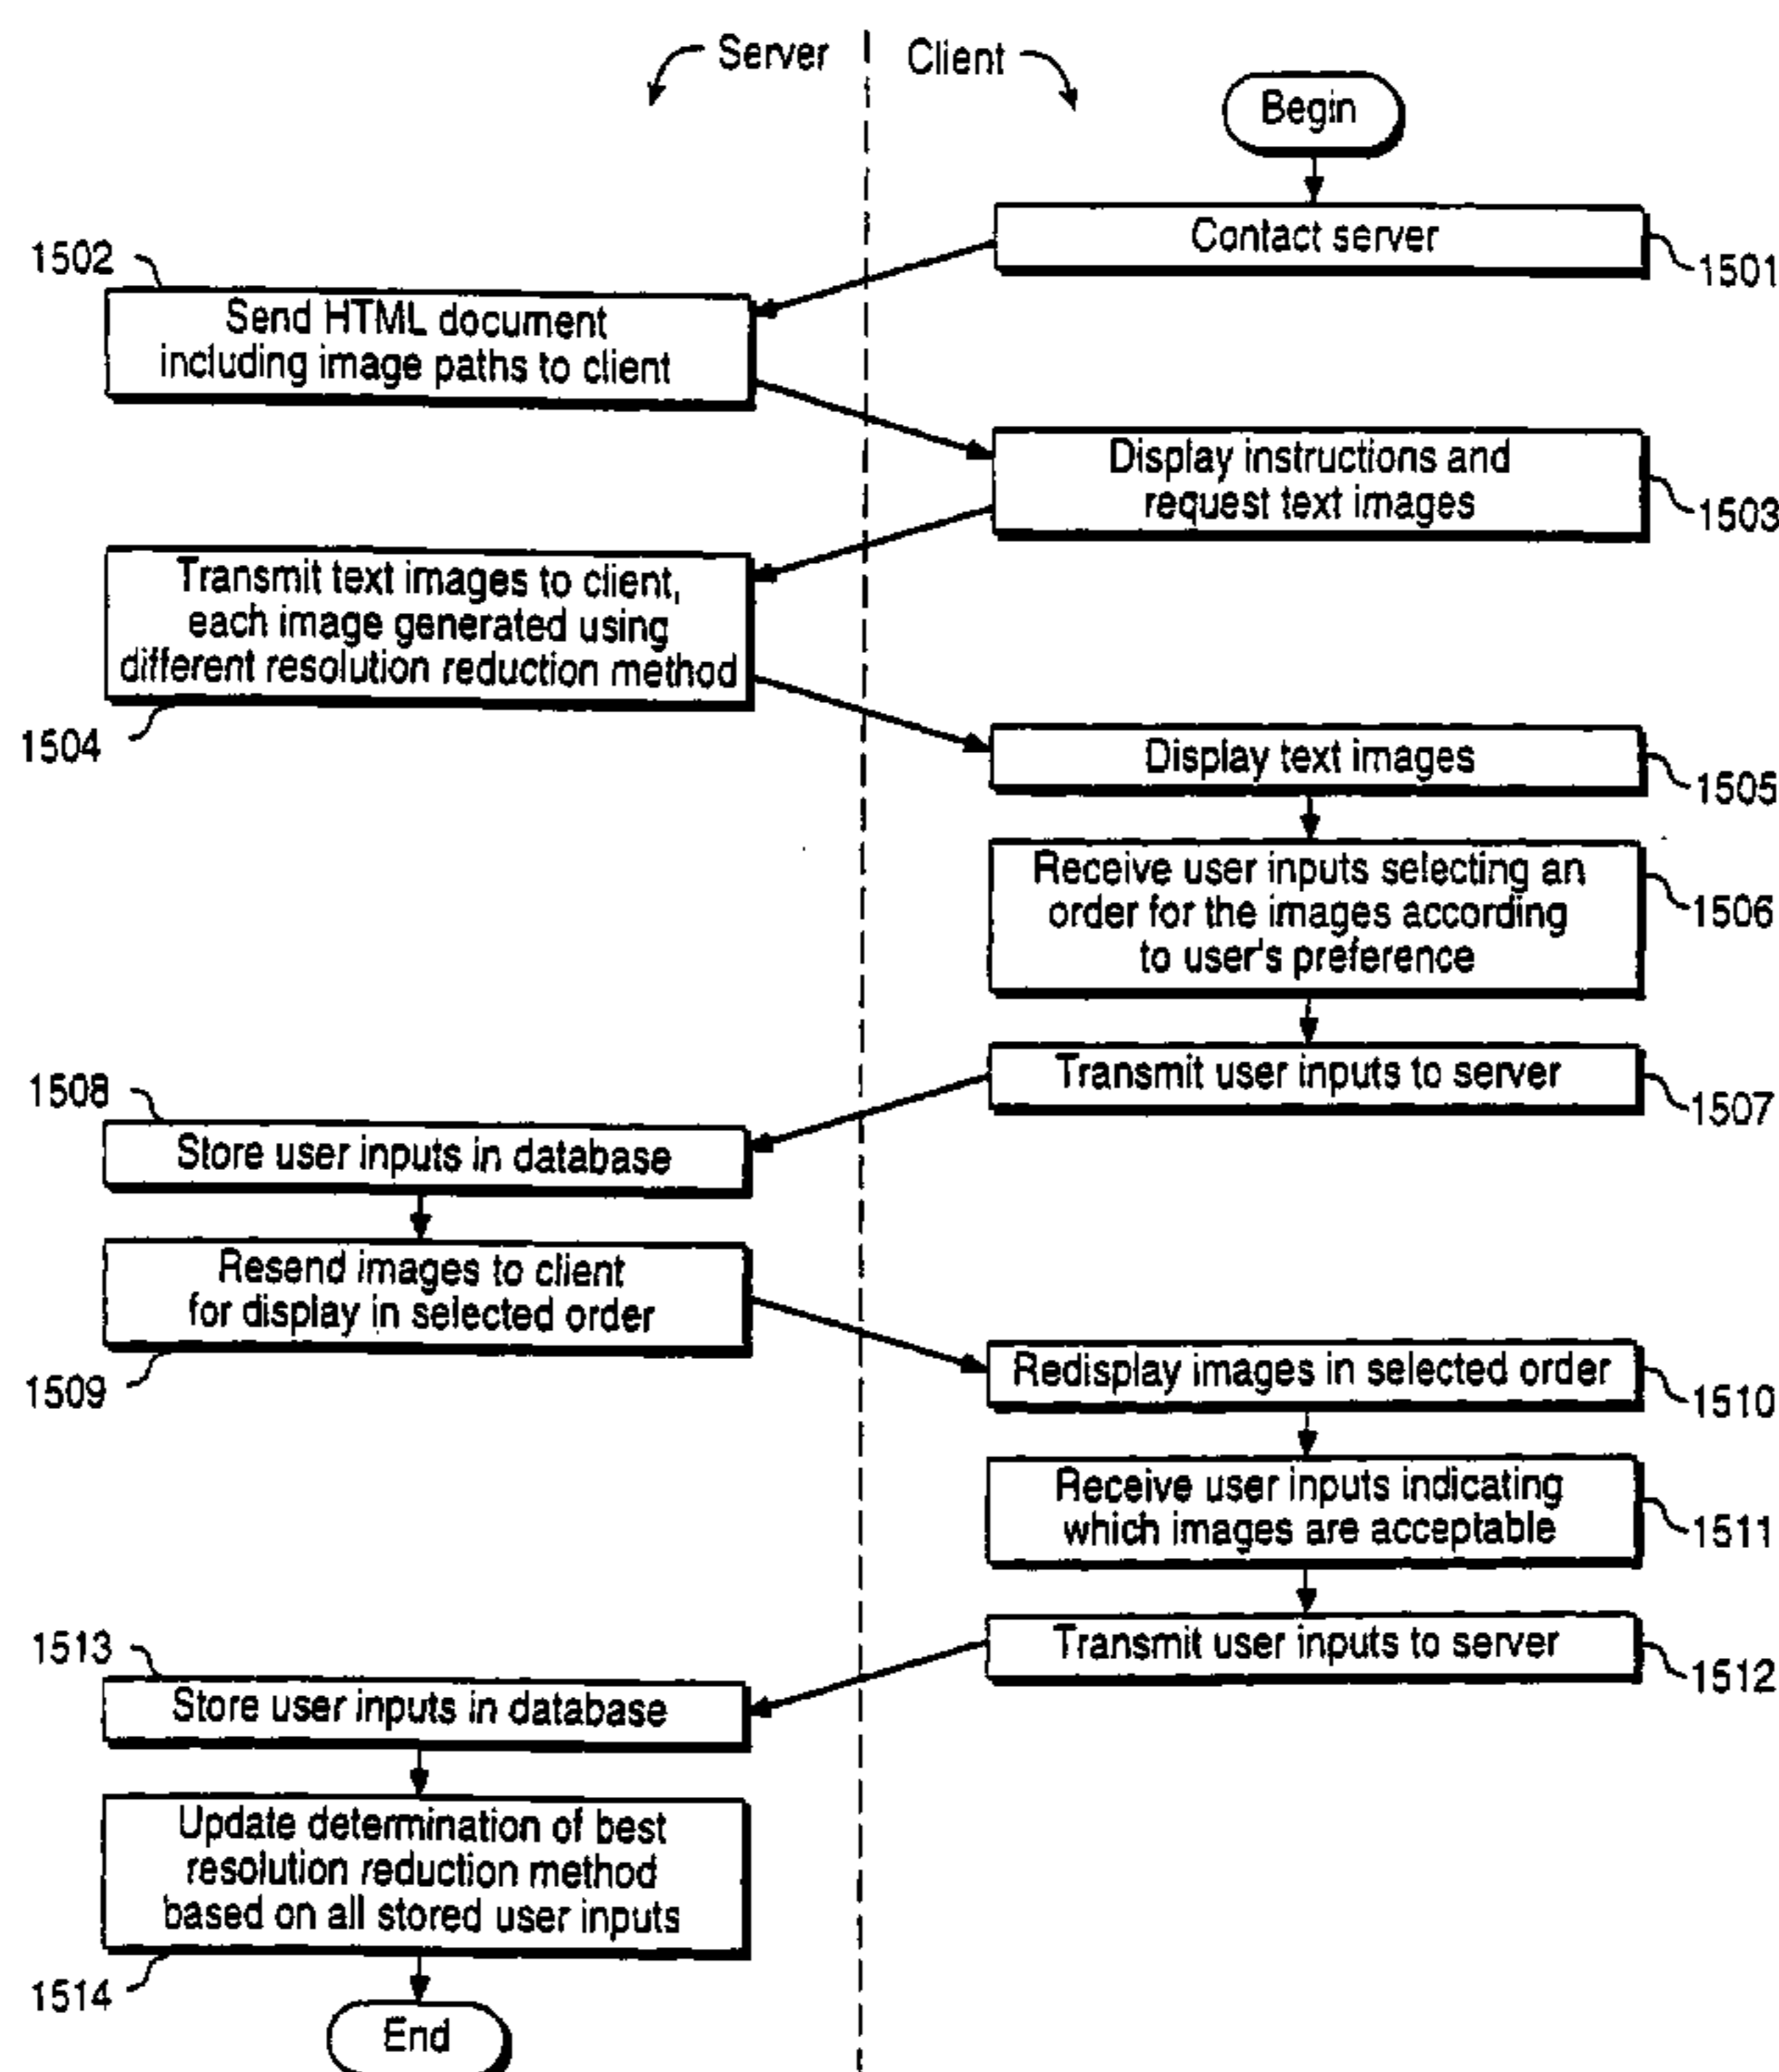 Server
Client
Begin
Contact server
1501
1502
Send HTML document
including image paths to client
Display instructions and
request text images
1503
Transmit text images to client,
each image generated using
different resolution reduction method
1504
Display text images
1505
Receive user inputs selecting an
order for the images according
to user's preference
1506
Transmit user inputs to server
1507
1508
Store user inputs in database
Resend images to client
for display in selected order
1509
Redisplay images in selected order
1510
Receive user inputs indicating
which images are acceptable
1511
Transmit user inputs to server
1512
1513
Store user inputs in database
Update determination of best
resolution reduction method
based on all stored user inputs
1514
End